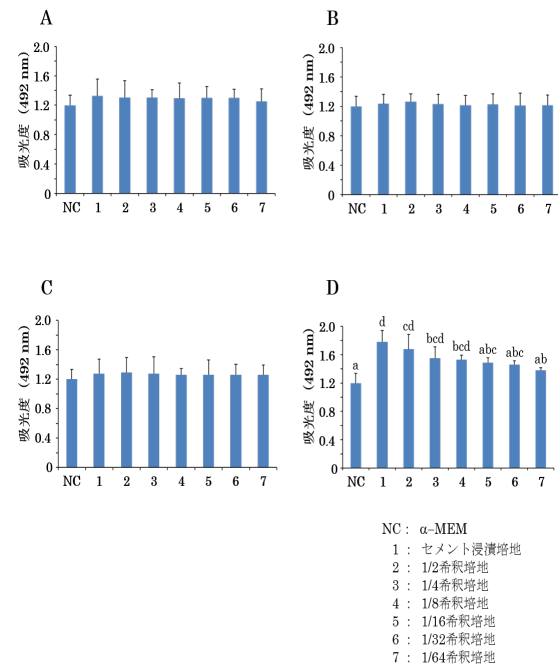 A
吸光度 (492 nm)
2.0
1.6
1.2
0.8
0.4
0
NC 1 2 3 4 5 6 7
B
吸光度 (492 nm)
2.0
1.6
1.2
0.8
0.4
0
NC 1 2 3 4 5 6 7
C
吸光度 (492 nm)
2.0
1.6
1.2
0.8
0.4
0
NC 1 2 3 4 5 6 7
D
吸光度 (492 nm)
2.0
1.6
1.2
0.8
0.4
0
a d cd bcd bcd abc abc ab
NC 1 2 3 4 5 6 7
NC : α-MEM
1 : セメント浸漬培地
2 : 1/2希釈培地
3 : 1/4希釈培地
4 : 1/8希釈培地
5 : 1/16希釈培地
6 : 1/32希釈培地
7 : 1/64希釈培地